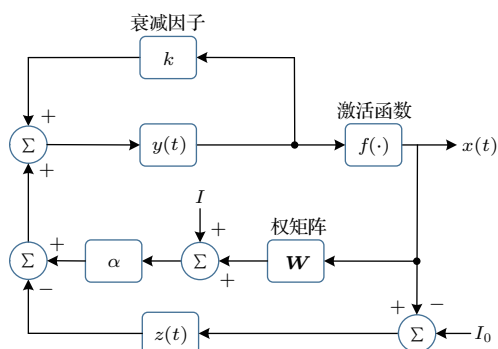 衰减因子
k
+
Σ
+
y(t)
激活函数
f(·)
x(t)
I
+
权矩阵
+
Σ
−
α
Σ
+
W
z(t)
+
−
Σ
I₀